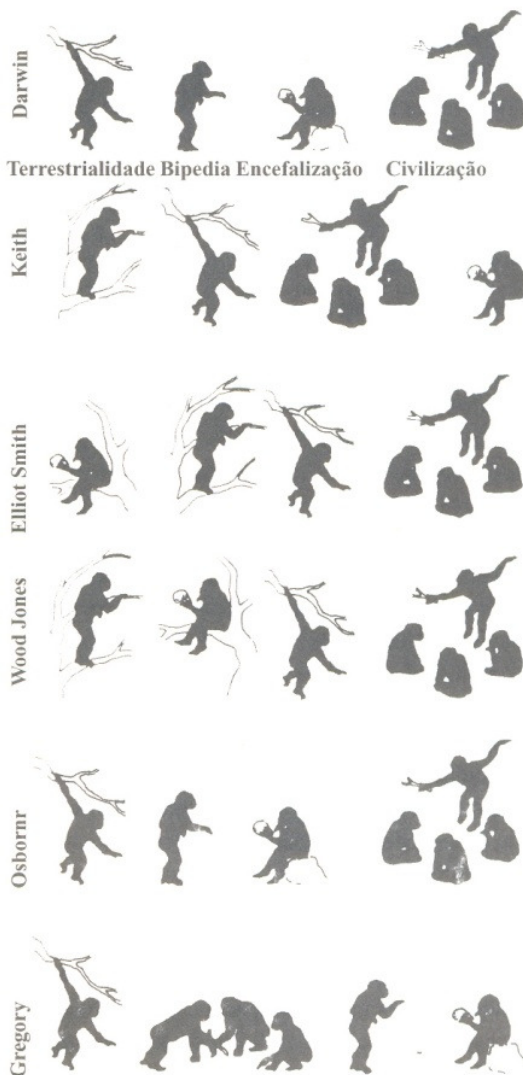 Darwin
Terrestrialidade Bipedia Encefalização Civilização
Keith
Elliot Smith
Wood Jones
Osbornr
Gregory